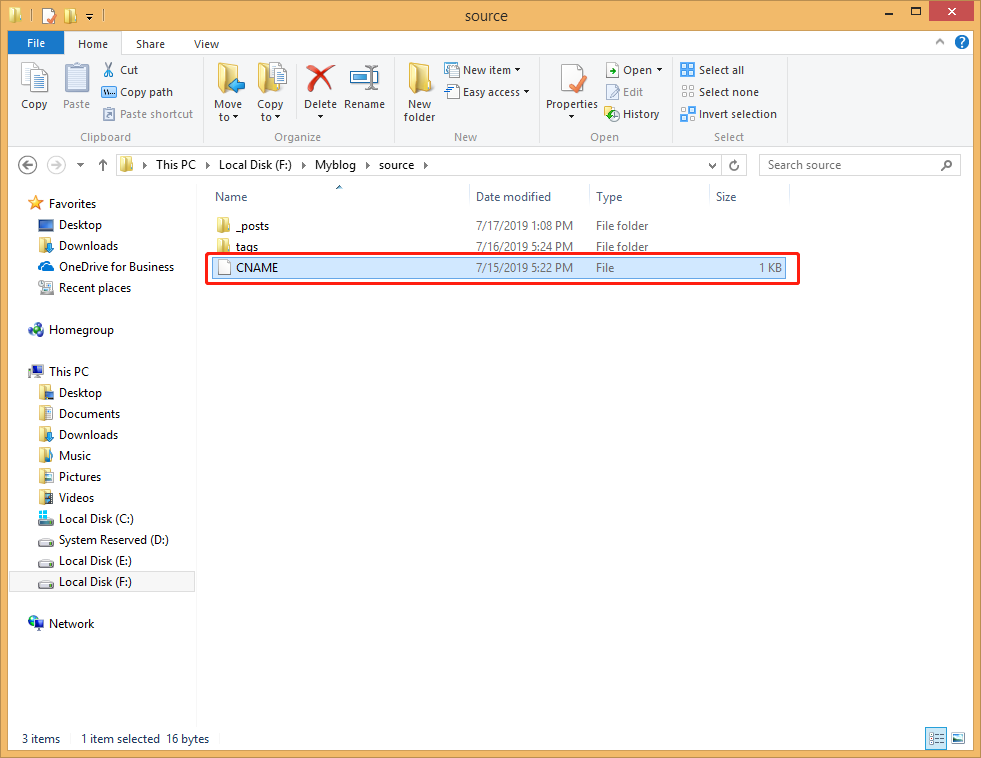 source
File Home Share View
Copy
Paste
Cut
Copy path
Paste shortcut
Clipboard
Move to
Copy to
Delete
Rename
Organize
New folder
New item
Easy access
New
Properties
Open
Edit
History
Open
Select all
Select none
Invert selection
Select
This PC Local Disk (F:) Myblog source
Search source
Favorites
Desktop
Downloads
OneDrive for Business
Recent places
Homegroup
This PC
Desktop
Documents
Downloads
Music
Pictures
Videos
Local Disk (C:)
System Reserved (D:)
Local Disk (E:)
Local Disk (F:)
Network
Name Date modified Type Size
_posts 7/17/2019 1:08 PM File folder
tags 7/16/2019 5:24 PM File folder
CNAME 7/15/2019 5:22 PM File 1 KB
3 items 1 item selected 16 bytes